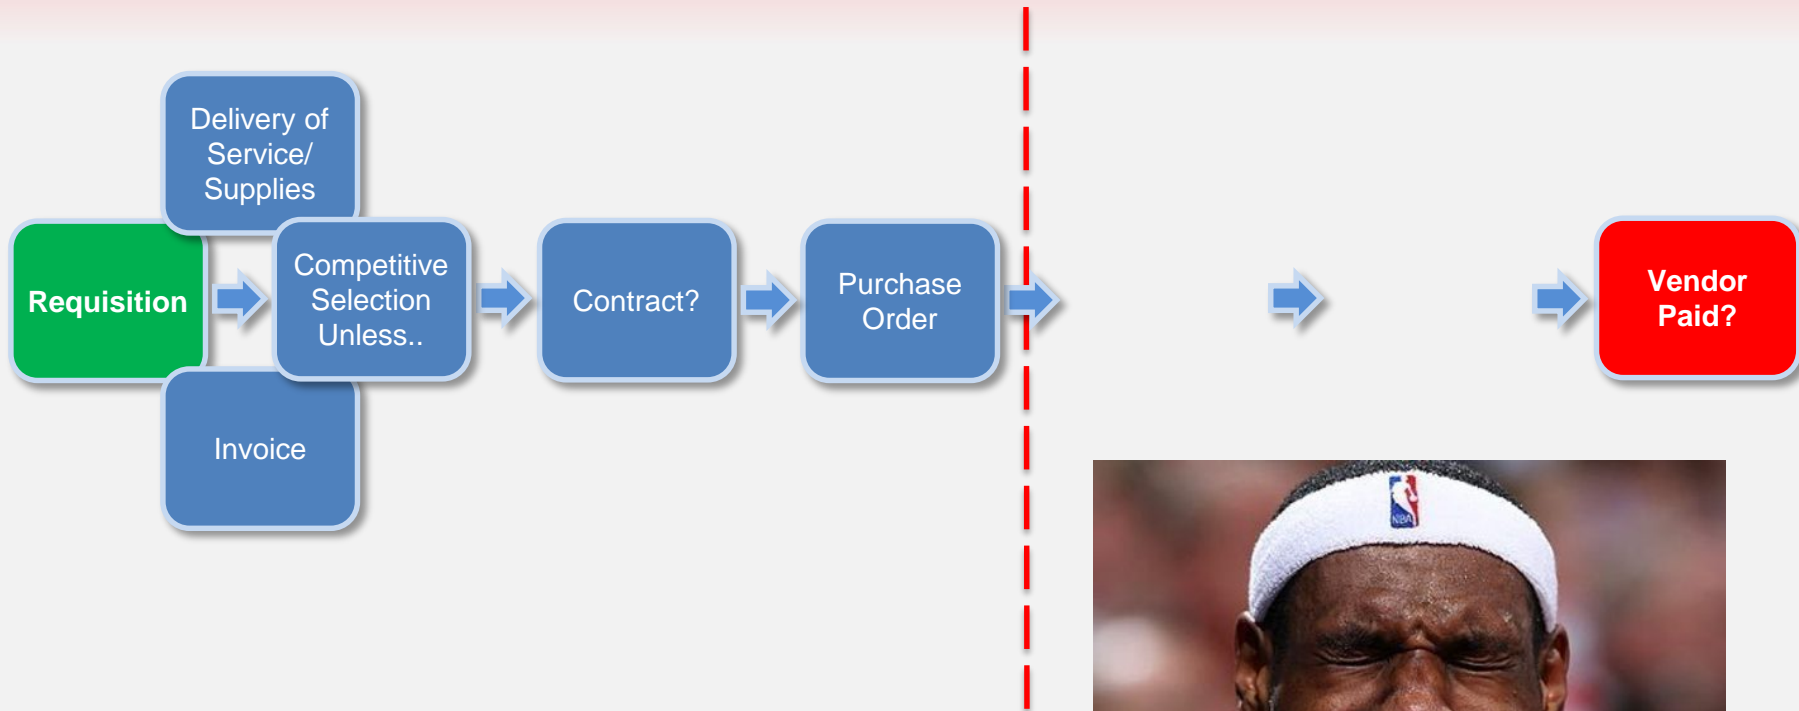 Delivery of
Service/
Supplies
Requisition
Competitive
Selection
Unless..
Contract?
Purchase
Order
Vendor
Paid?
Invoice
NBA